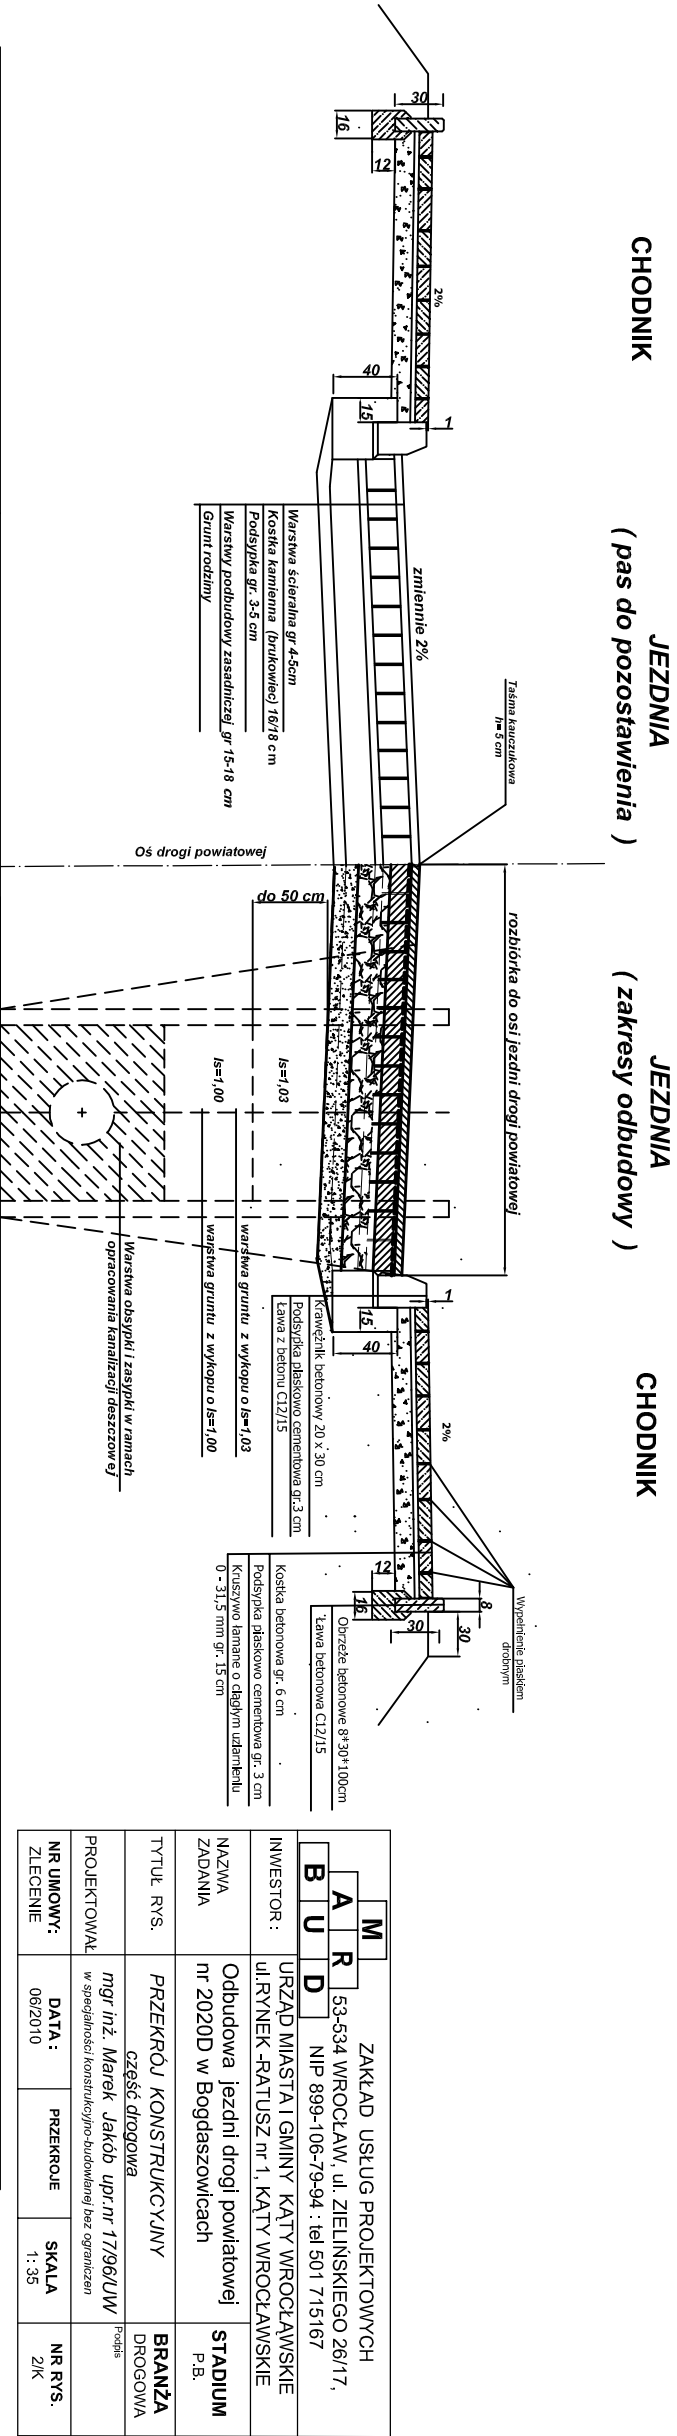 CHODNIK
JEZDNIA
( pas do pozostawienia )
JEZDNIA
( zakresy odbudowy )
CHODNIK
30
16
12
2%
40
15
1
zmiennie 2%
Warstwa ścieralna gr 4-5cm
Kostka kamienna (brukowiec) 16/18 cm
Podsypka gr. 3-5 cm
Warstwy podbudowy zasadniczej gr 15-18 cm
Grunt rodzimy
Taśma kauczukowa
h= 5 cm
Oś drogi powiatowej
rozbiórka do osi jezdni drogi powiatowej
do 50 cm
Is=1,03
Is=1,00
warstwa gruntu z wykopu o Is=1,03
warstwa gruntu z wykopu o Is=1,00
Warstwa obsypki i zasypki w ramach
opracowania kanalizacji deszczowej
1
15
40
Krawężnik betonowy 20 x 30 cm
Podsypka piaskowo cementowa gr.3 cm
Ława z betonu C12/15
2%
Wypełnienie piaskiem
drobnym
12
16
8
30
30
Obrzeże betonowe 8*30*100cm
Ława betonowa C12/15
Kostka betonowa gr. 6 cm
Podsypka piaskowo cementowa gr. 3 cm
Kruszywo łamane o ciągłym uziarnieniu
0 - 31,5 mm gr. 15 cm
M
A R
B U D
ZAKŁAD USŁUG PROJEKTOWYCH
53-534 WROCŁAW, ul. ZIELIŃSKIEGO 26/17,
NIP 899-106-79-94 : tel 501 715167
INWESTOR :
URZĄD MIASTA I GMINY KĄTY WROCŁAWSKIE
ul.RYNEK -RATUSZ nr 1, KĄTY WROCŁAWSKIE
NAZWA
ZADANIA
Odbudowa jezdni drogi powiatowej
nr 2020D w Bogdaszowicach
STADIUM
P.B.
TYTUŁ RYS.
PRZEKRÓJ KONSTRUKCYJNY
część drogowa
BRANŻA
DROGOWA
PROJEKTOWAŁ
mgr inż. Marek Jakób upr.nr 17/96/UW
w specjalności konstrukcyjno-budowlanej bez ograniczen
Podpis
NR UMOWY:
ZLECENIE
DATA :
06/2010
PRZEKROJE
SKALA
1: 35
NR RYS.
2/K